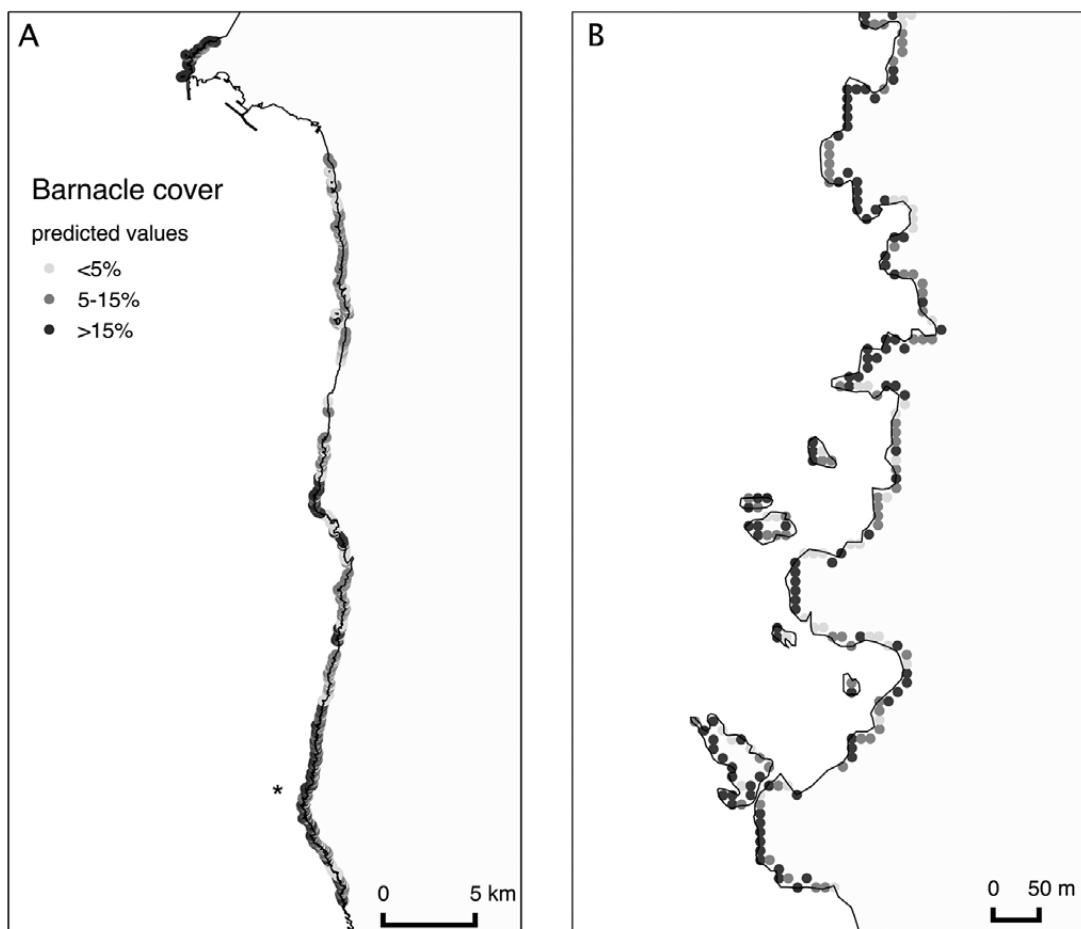 A
Barnacle cover
predicted values
<5%
5-15%
>15%
*
0 5 km
B
0 50 m